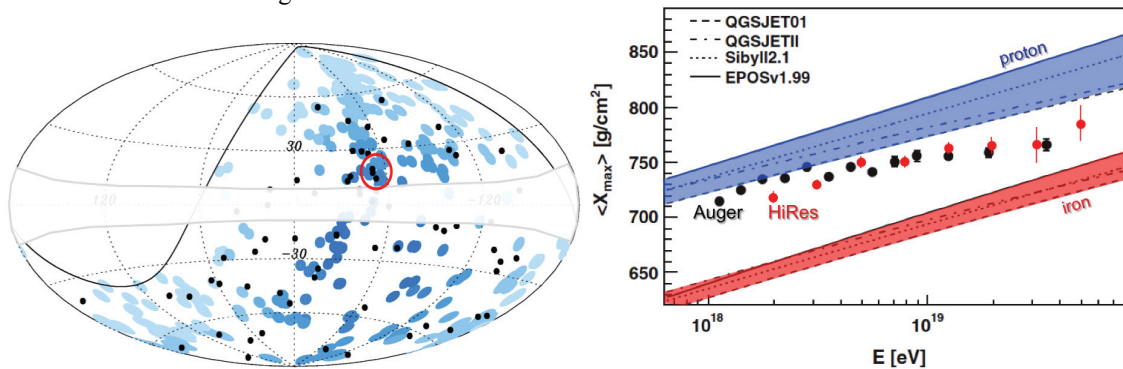 120
30
-120
-30
QGSJET01
QGSJETII
Sibyll2.1
EPOSv1.99
proton
850
800
750
700
650
<X_max> [g/cm²]
Auger
HiRes
iron
10¹⁸
10¹⁹
E [eV]